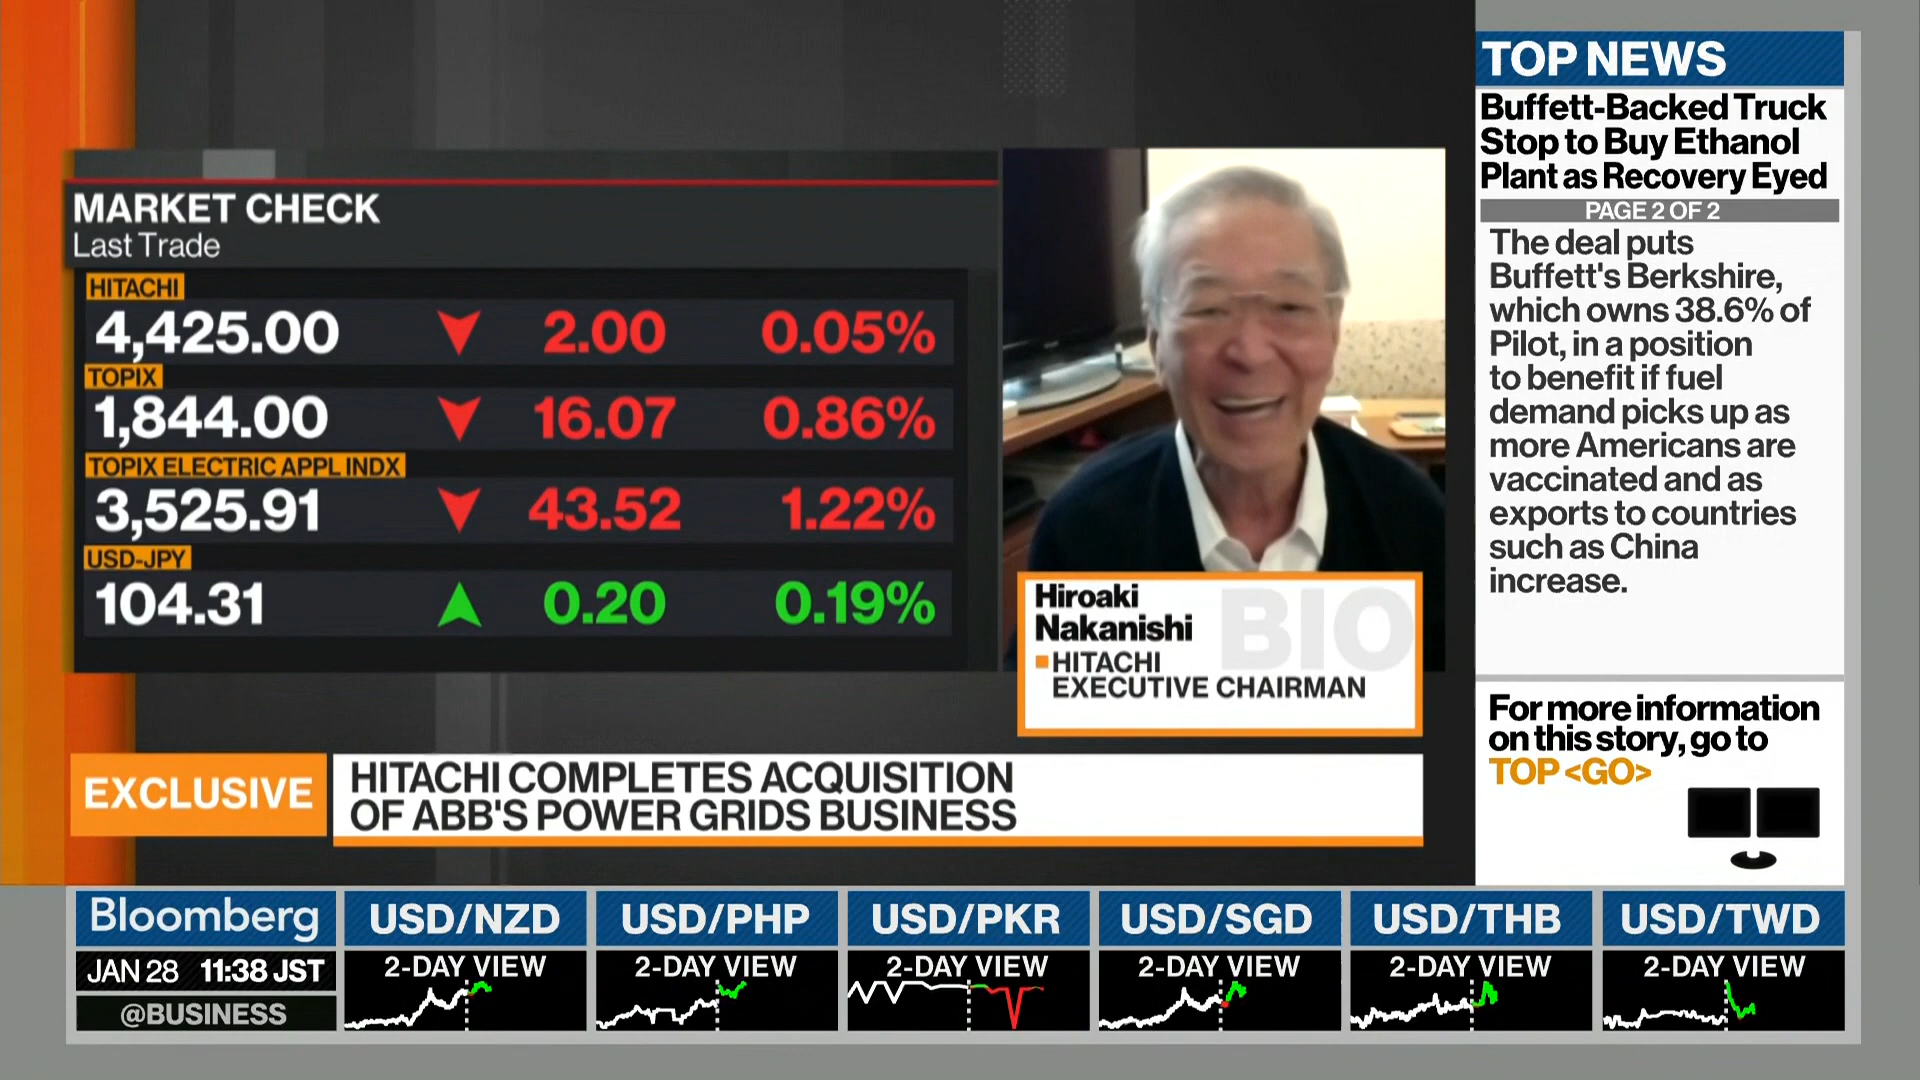 MARKET CHECK
Last Trade
HITACHI
4,425.00 2.00 0.05%
TOPIX
1,844.00 16.07 0.86%
TOPIX ELECTRIC APPL INDX
3,525.91 43.52 1.22%
USD-JPY
104.31 0.20 0.19%
BIO
Hiroaki
Nakanishi
HITACHI
EXECUTIVE CHAIRMAN
EXCLUSIVE
HITACHI COMPLETES ACQUISITION
OF ABB'S POWER GRIDS BUSINESS
TOP NEWS
Buffett-Backed Truck
Stop to Buy Ethanol
Plant as Recovery Eyed
PAGE 2 OF 2
The deal puts
Buffett's Berkshire,
which owns 38.6% of
Pilot, in a position
to benefit if fuel
demand picks up as
more Americans are
vaccinated and as
exports to countries
such as China
increase.
For more information
on this story, go to
TOP <GO>
Bloomberg
JAN 28 11:38 JST
@BUSINESS
USD/NZD
2-DAY VIEW
USD/PHP
2-DAY VIEW
USD/PKR
2-DAY VIEW
USD/SGD
2-DAY VIEW
USD/THB
2-DAY VIEW
USD/TWD
2-DAY VIEW